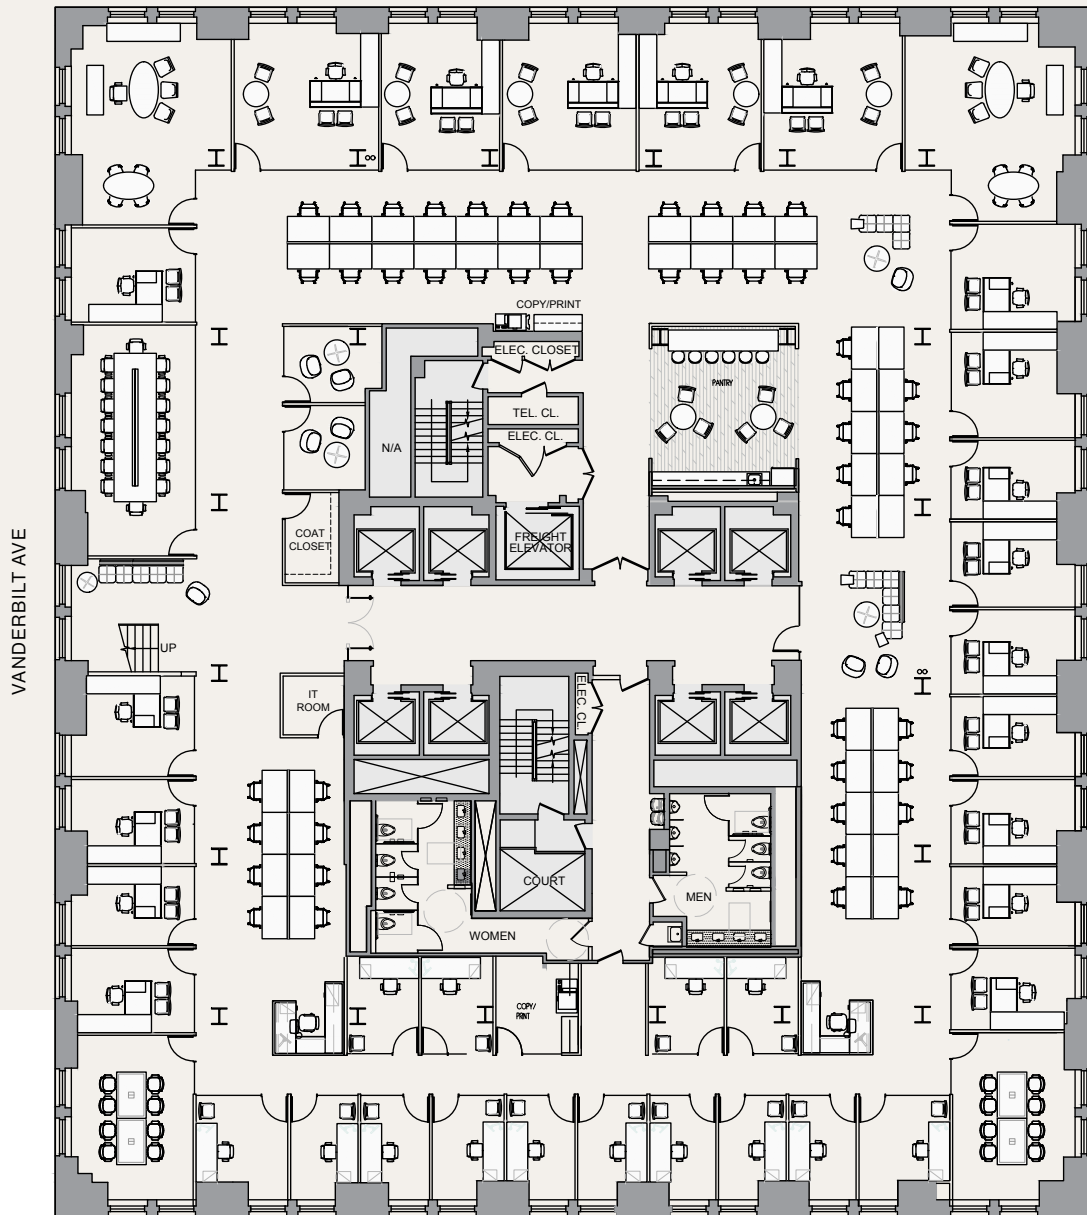 COPY/PRINT
ELEC. CLOSET
TEL. CL.
ELEC. CL.
N/A
PANTRY
COAT
CLOSET
FREIGHT
ELEVATOR
VANDERBILT AVE
UP
IT
ROOM
ELEC. CL.
COURT
MEN
WOMEN
COPY/
PRINT